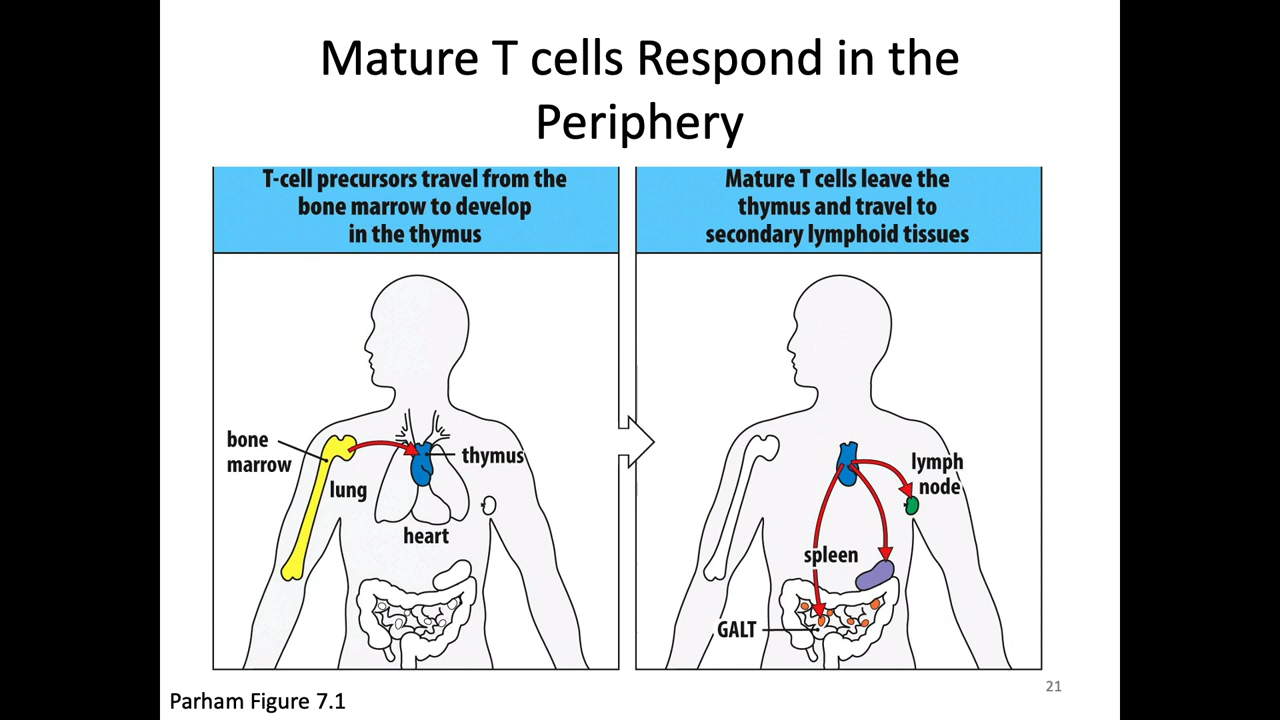 Mature T cells Respond in the
Periphery
T-cell precursors travel from the
bone marrow to develop
in the thymus
bone
marrow
lung
thymus
heart
Mature T cells leave the
thymus and travel to
secondary lymphoid tissues
lymph
node
spleen
GALT
Parham Figure 7.1
21